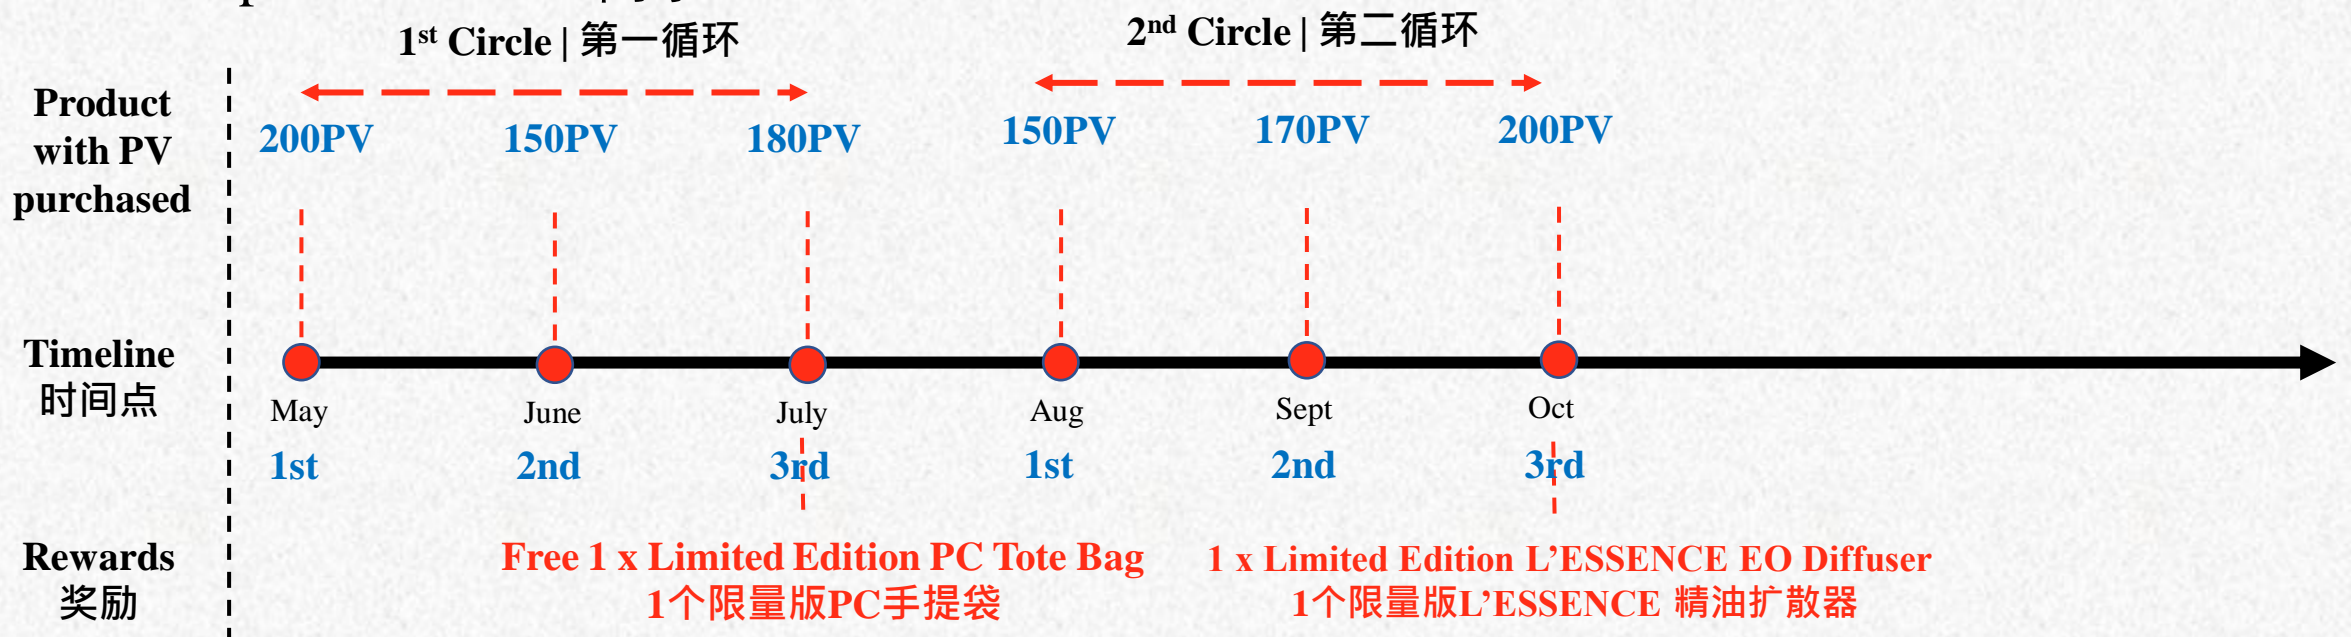 1st Circle | 第一循环
2nd Circle | 第二循环
Product
with PV
purchased
200PV
150PV
180PV
150PV
170PV
200PV
Timeline
时间点
May
June
July
Aug
Sept
Oct
1st
2nd
3rd
1st
2nd
3rd
Rewards
奖励
Free 1 x Limited Edition PC Tote Bag
1个限量版PC手提袋
1 x Limited Edition L’ESSENCE EO Diffuser
1个限量版L’ESSENCE 精油扩散器